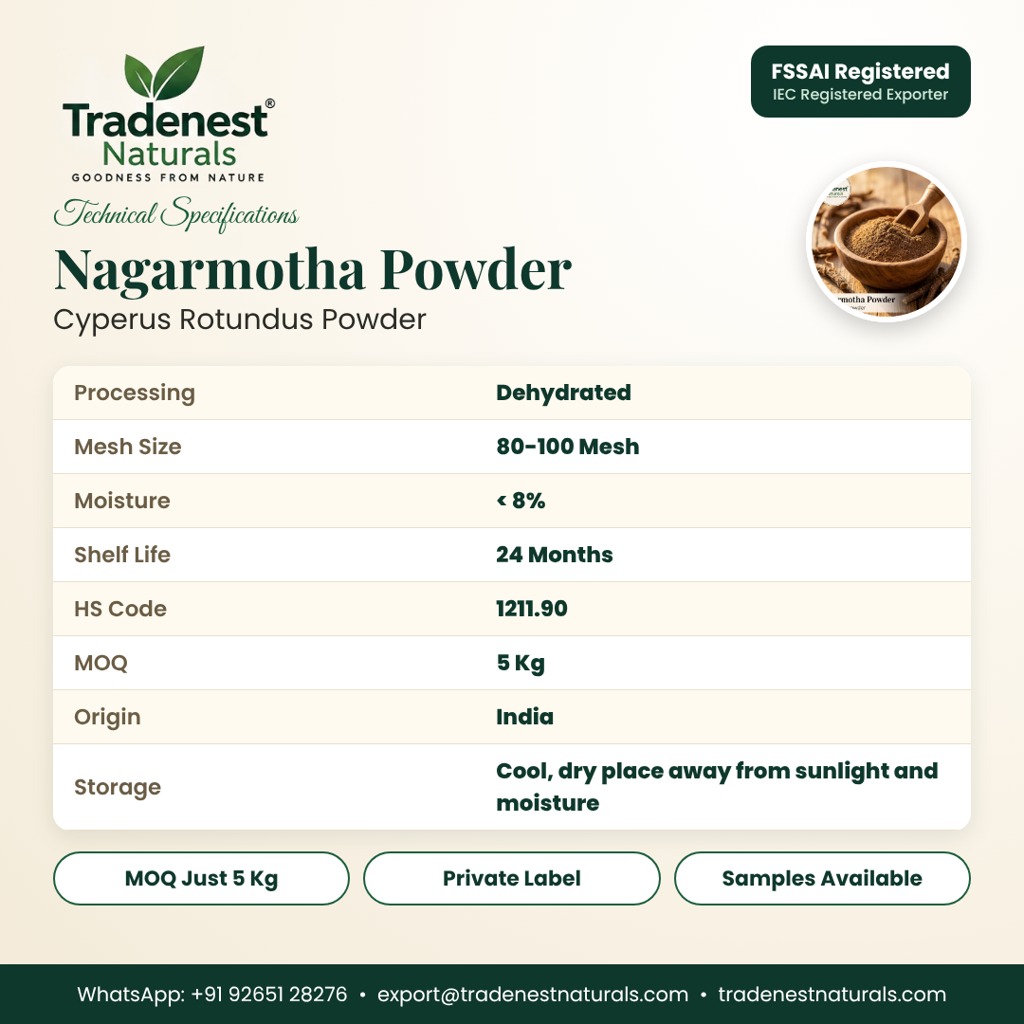 Tradenest®
Naturals
GOODNESS FROM NATURE
FSSAI Registered
IEC Registered Exporter
Technical Specifications
Nagarmotha Powder
Cyperus Rotundus Powder
Processing Dehydrated
Mesh Size 80-100 Mesh
Moisture < 8%
Shelf Life 24 Months
HS Code 1211.90
MOQ 5 Kg
Origin India
Storage Cool, dry place away from sunlight and
moisture
MOQ Just 5 Kg
Private Label
Samples Available
WhatsApp: +91 92651 28276 • export@tradenestnaturals.com • tradenestnaturals.com